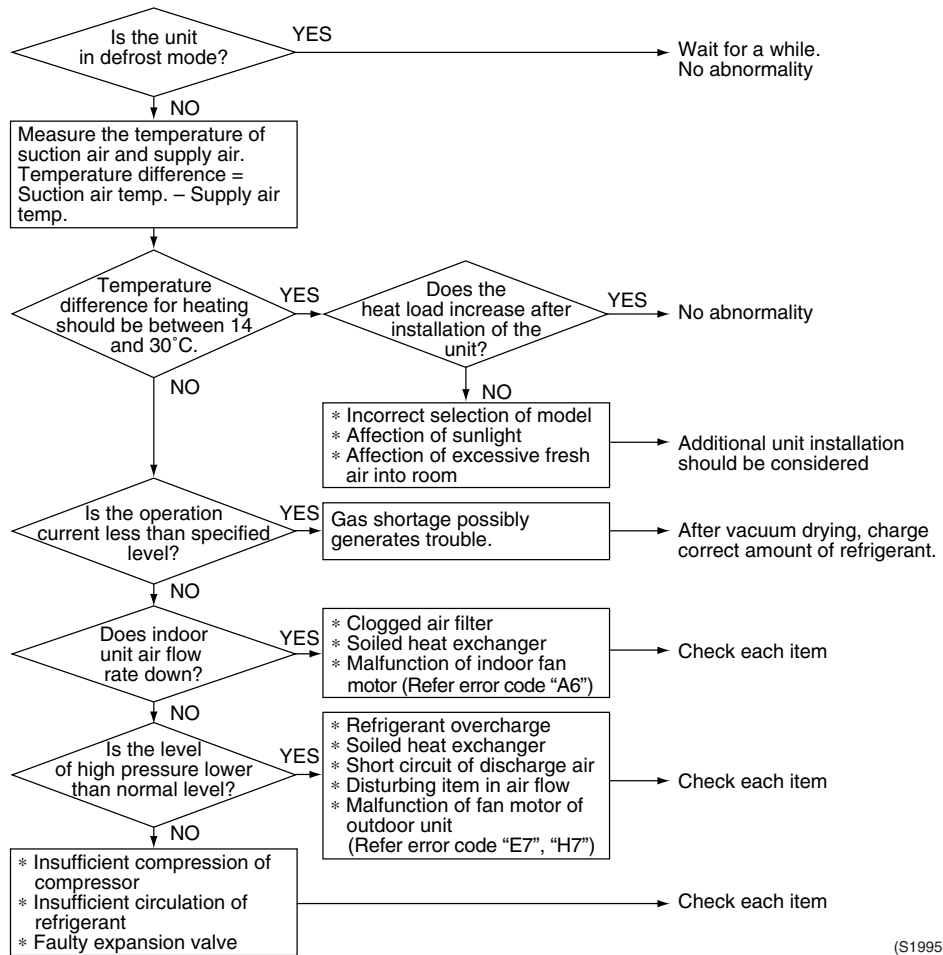 Is the unit
in defrost mode?
YES
Wait for a while.
No abnormality
NO
Measure the temperature of
suction air and supply air.
Temperature difference =
Suction air temp. – Supply air
temp.
Temperature
difference for heating
should be between 14
and 30˚C.
YES
Does the
heat load increase after
installation of the
unit?
YES
No abnormality
NO
NO
* Incorrect selection of model
* Affection of sunlight
* Affection of excessive fresh
air into room
Additional unit installation
should be considered
Is the operation
current less than specified
level?
YES
Gas shortage possibly
generates trouble.
After vacuum drying, charge
correct amount of refrigerant.
NO
Does indoor
unit air flow
rate down?
YES
* Clogged air filter
* Soiled heat exchanger
* Malfunction of indoor fan
motor (Refer error code “A6”)
Check each item
NO
Is the level
of high pressure lower
than normal level?
YES
* Refrigerant overcharge
* Soiled heat exchanger
* Short circuit of discharge air
* Disturbing item in air flow
* Malfunction of fan motor of
outdoor unit
(Refer error code “E7”, “H7”)
Check each item
NO
* Insufficient compression of
compressor
* Insufficient circulation of
refrigerant
* Faulty expansion valve
Check each item
(S1995